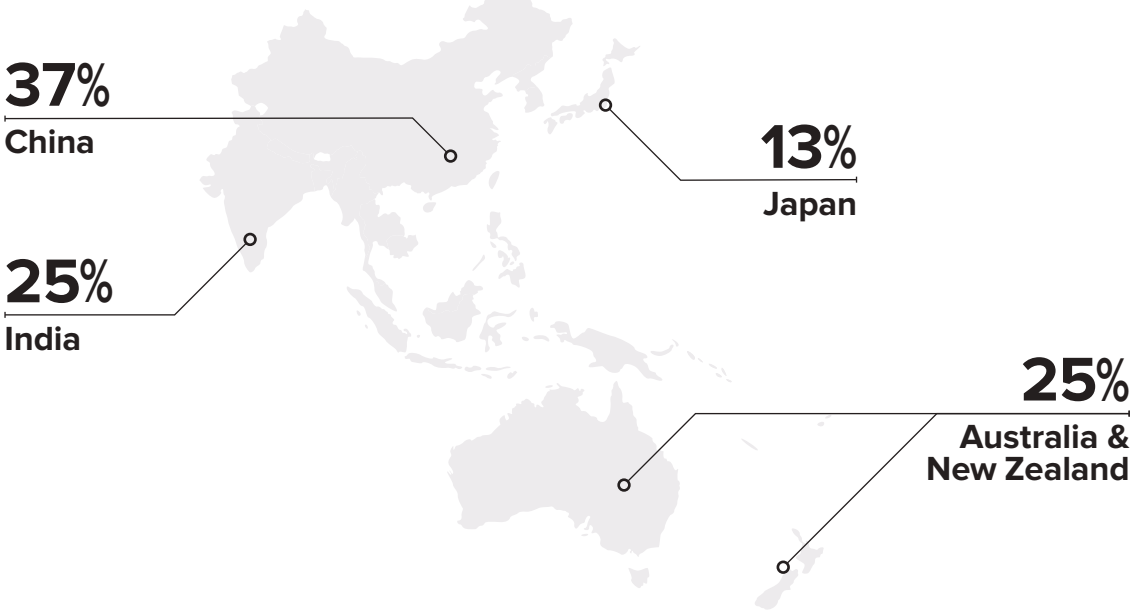 37%
China
13%
Japan
25%
India
25%
Australia &
New Zealand